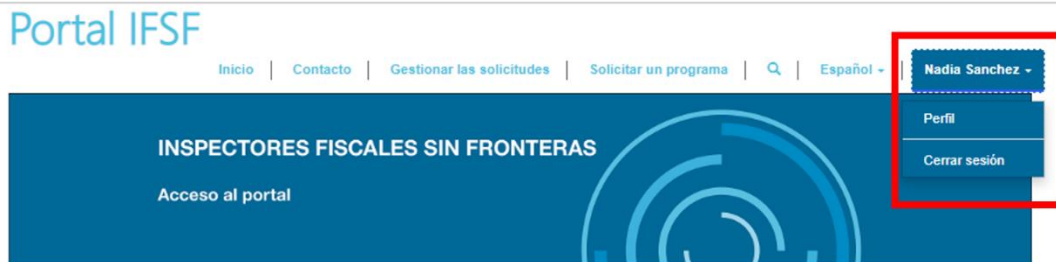 Portal IFSF
Inicio | Contacto | Gestionar las solicitudes | Solicitar un programa | Español | Nadia Sanchez
Perfil
Cerrar sesión
INSPECTORES FISCALES SIN FRONTERAS
Acceso al portal